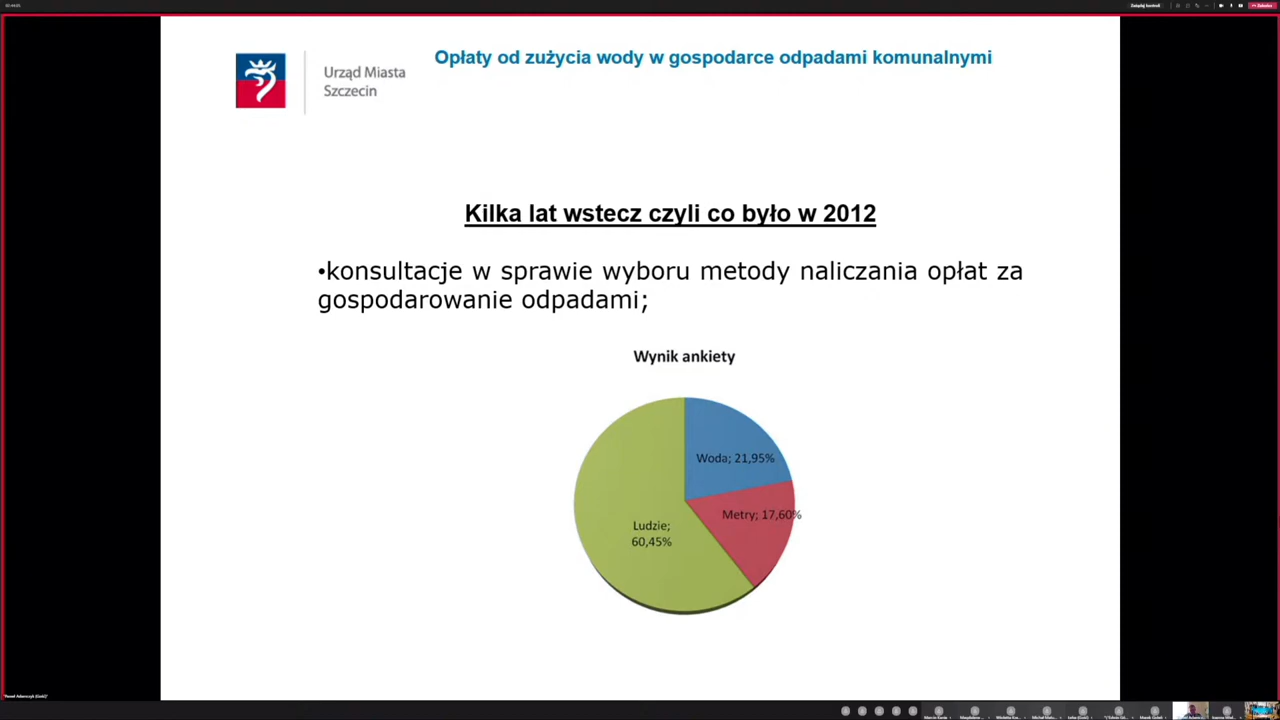 Urząd Miasta
Szczecin
Opłaty od zużycia wody w gospodarce odpadami komunalnymi
Kilka lat wstecz czyli co było w 2012
•konsultacje w sprawie wyboru metody naliczania opłat za
gospodarowanie odpadami;
Wynik ankiety
Woda; 21,95%
Metry; 17,60%
Ludzie;
60,45%